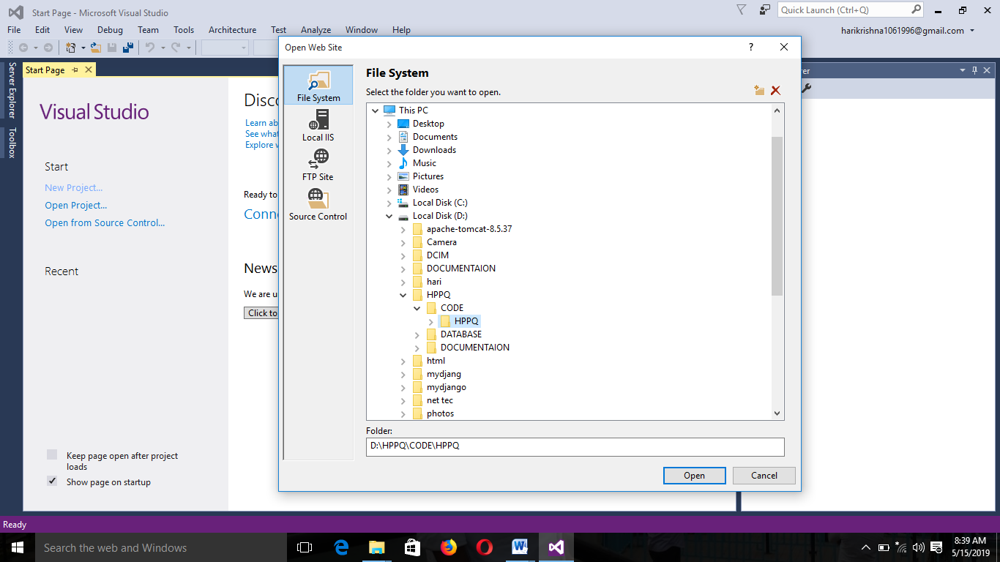 Start Page - Microsoft Visual Studio
Quick Launch (Ctrl+Q)
File Edit View Debug Team Tools Architecture Test Analyze Window Help
harikrishna1061996@gmail.com
Server Explorer
Toolbox
Start Page
Visual Studio
Start
New Project...
Open Project...
Open from Source Control...
Recent
Keep page open after project
loads
Show page on startup
Disco
Learn ab
See what
Explore
Ready to
Conne
News
We are u
Click to
Open Web Site
?
File System
Local IIS
FTP Site
Source Control
File System
Select the folder you want to open.
This PC
Desktop
Documents
Downloads
Music
Pictures
Videos
Local Disk (C:)
Local Disk (D:)
apache-tomcat-8.5.37
Camera
DCIM
DOCUMENTAION
hari
HPPQ
CODE
HPPQ
DATABASE
DOCUMENTAION
html
mydjang
mydjango
net tec
photos
Folder:
D:\HPPQ\CODE\HPPQ
Open Cancel
rer
Ready
Search the web and Windows
8:39 AM
5/15/2019